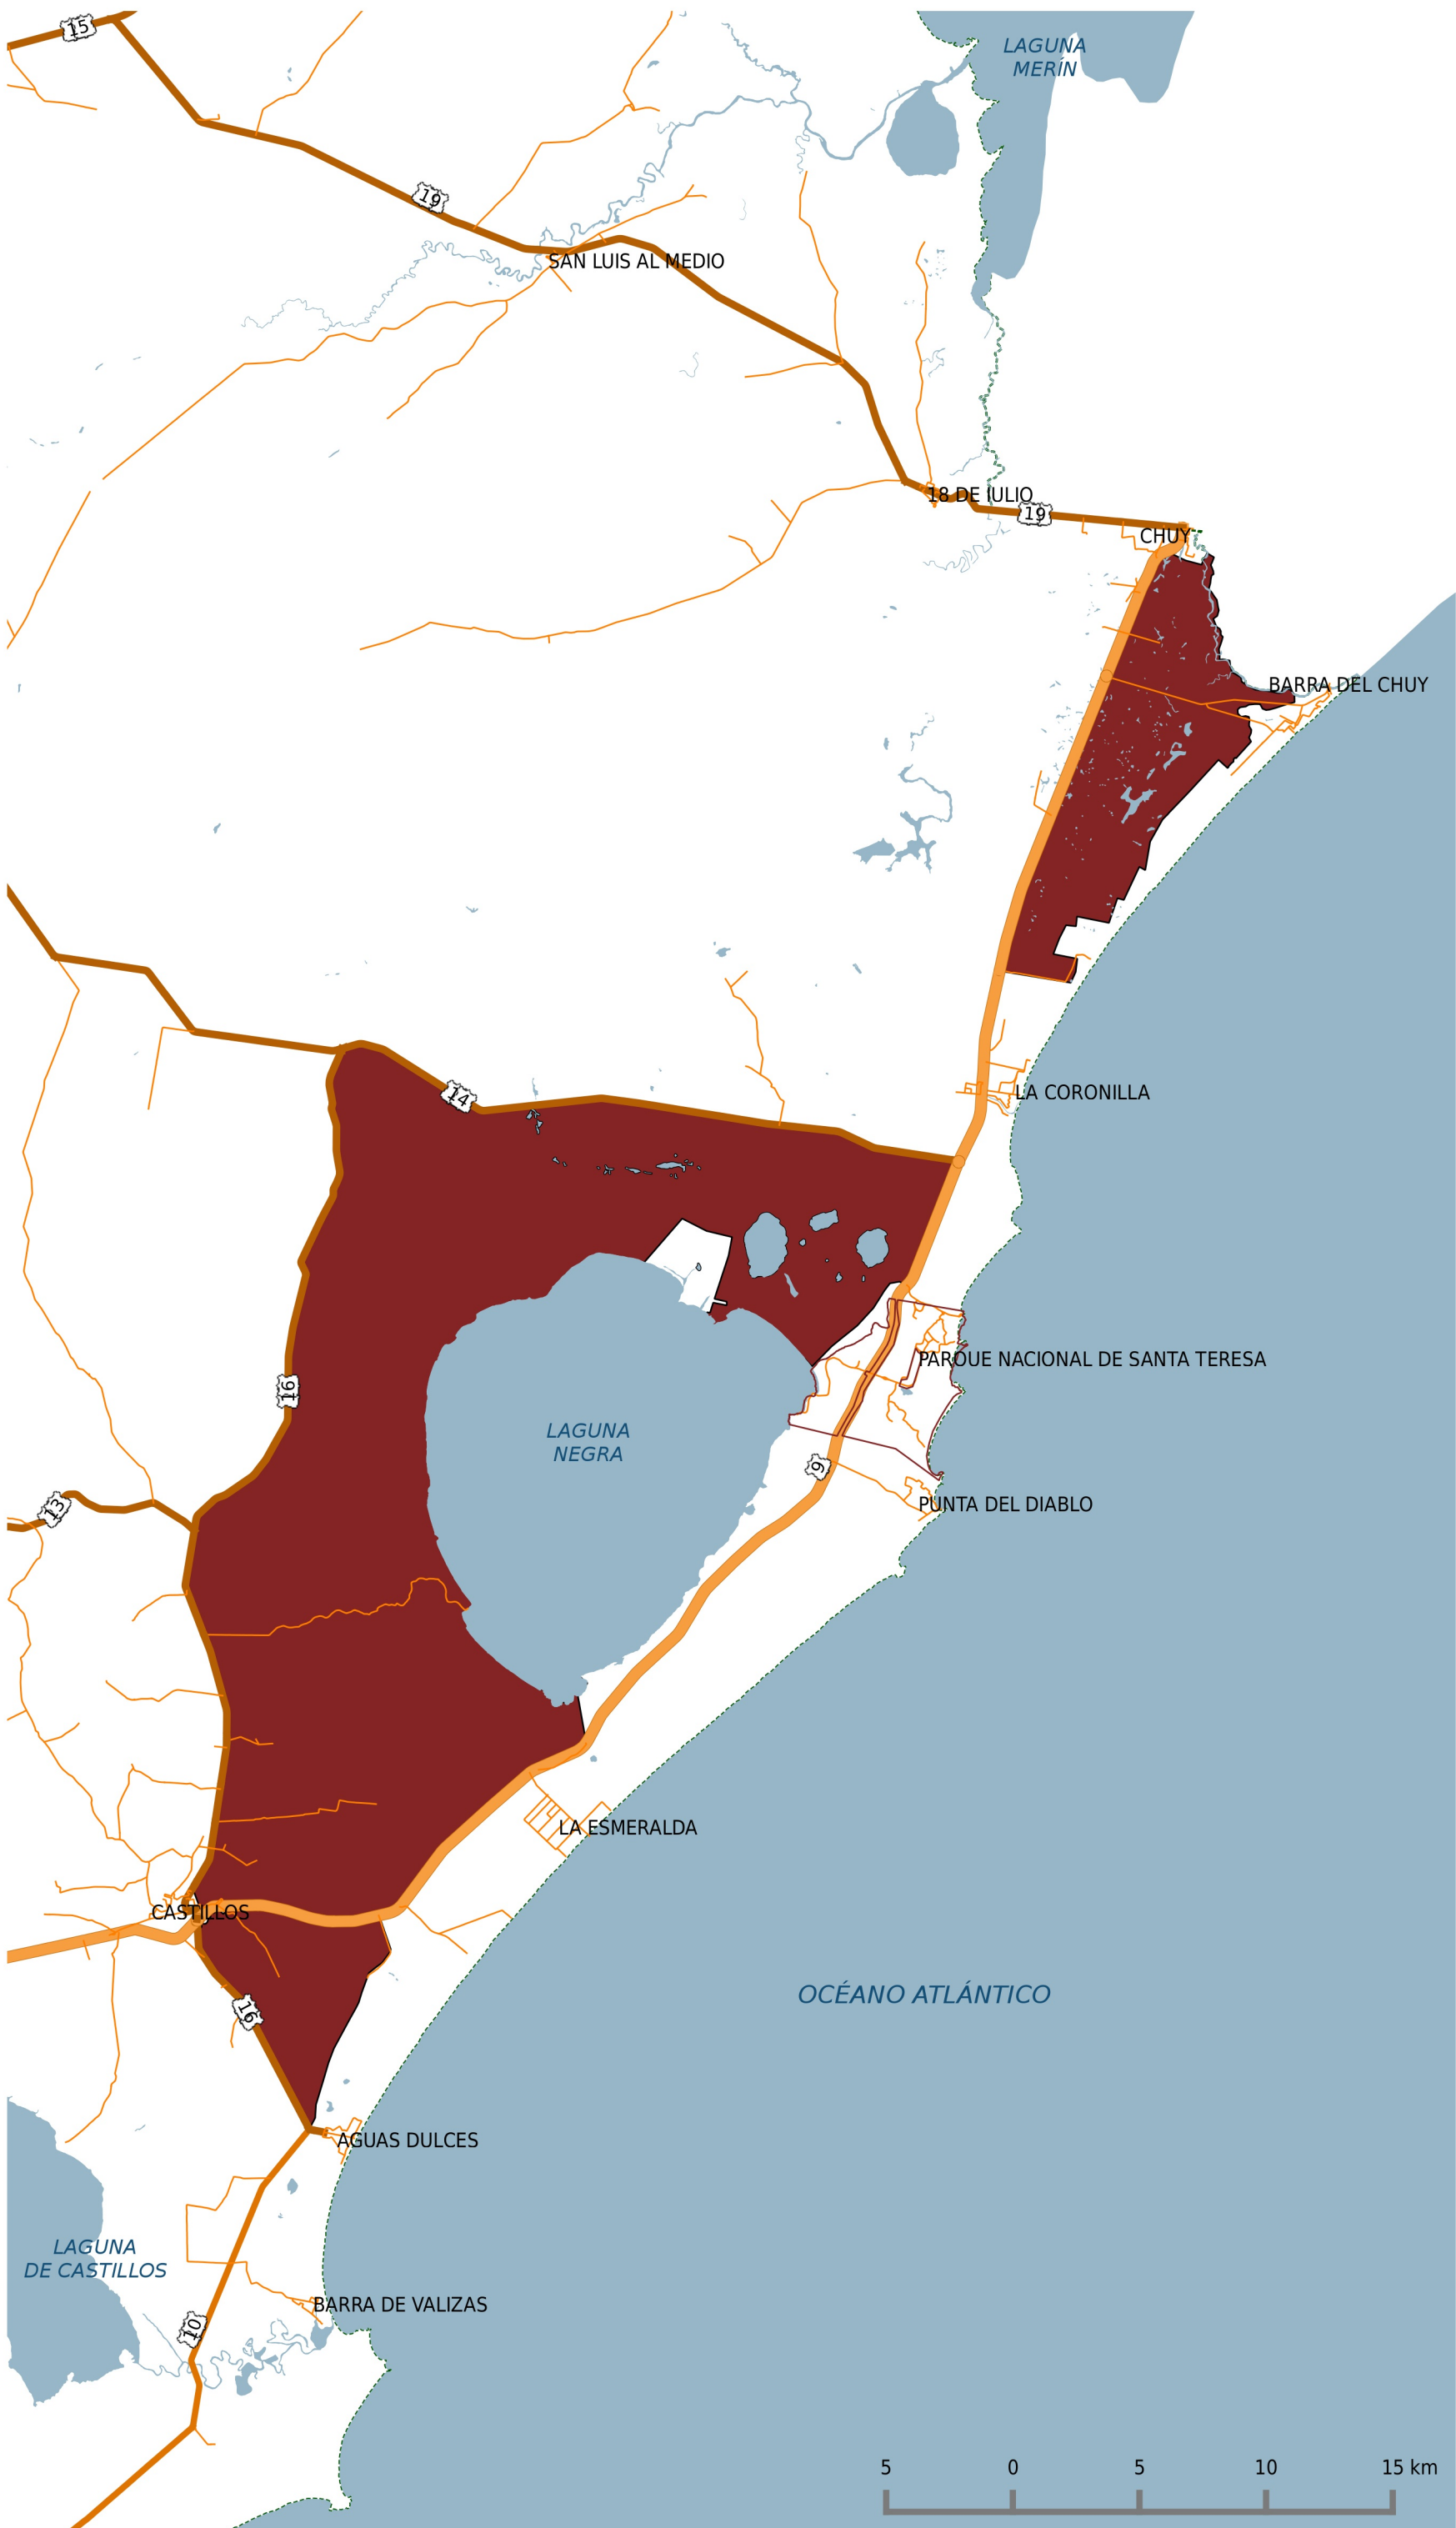 15
LAGUNA
MERÍN
19
SAN LUIS AL MEDIO
18 DE JULIO
19
CHUY
BARRA DEL CHUY
14
LA CORONILLA
PARQUE NACIONAL DE SANTA TERESA
16
LAGUNA
NEGRA
9
13
PUNTA DEL DIABLO
LA ESMERALDA
CASTILLOS
OCÉANO ATLÁNTICO
16
AGUAS DULCES
LAGUNA
DE CASTILLOS
BARRA DE VALIZAS
10
5 0 5 10 15 km